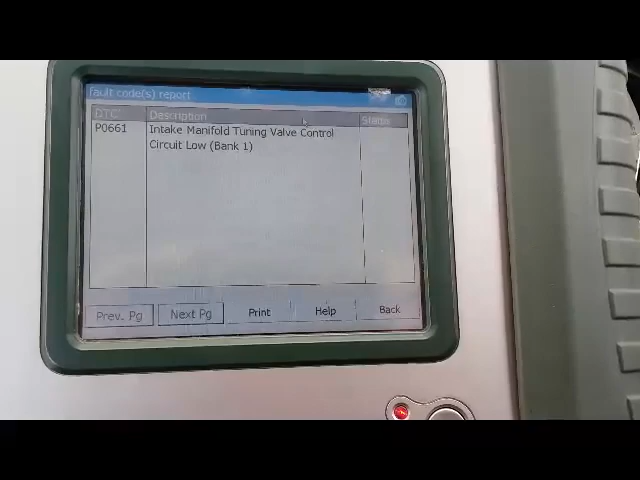 fault code(s) report
DTC Description Status
P0661 Intake Manifold Tuning Valve Control
Circuit Low (Bank 1)
Prev. Pg Next Pg Print Help Back